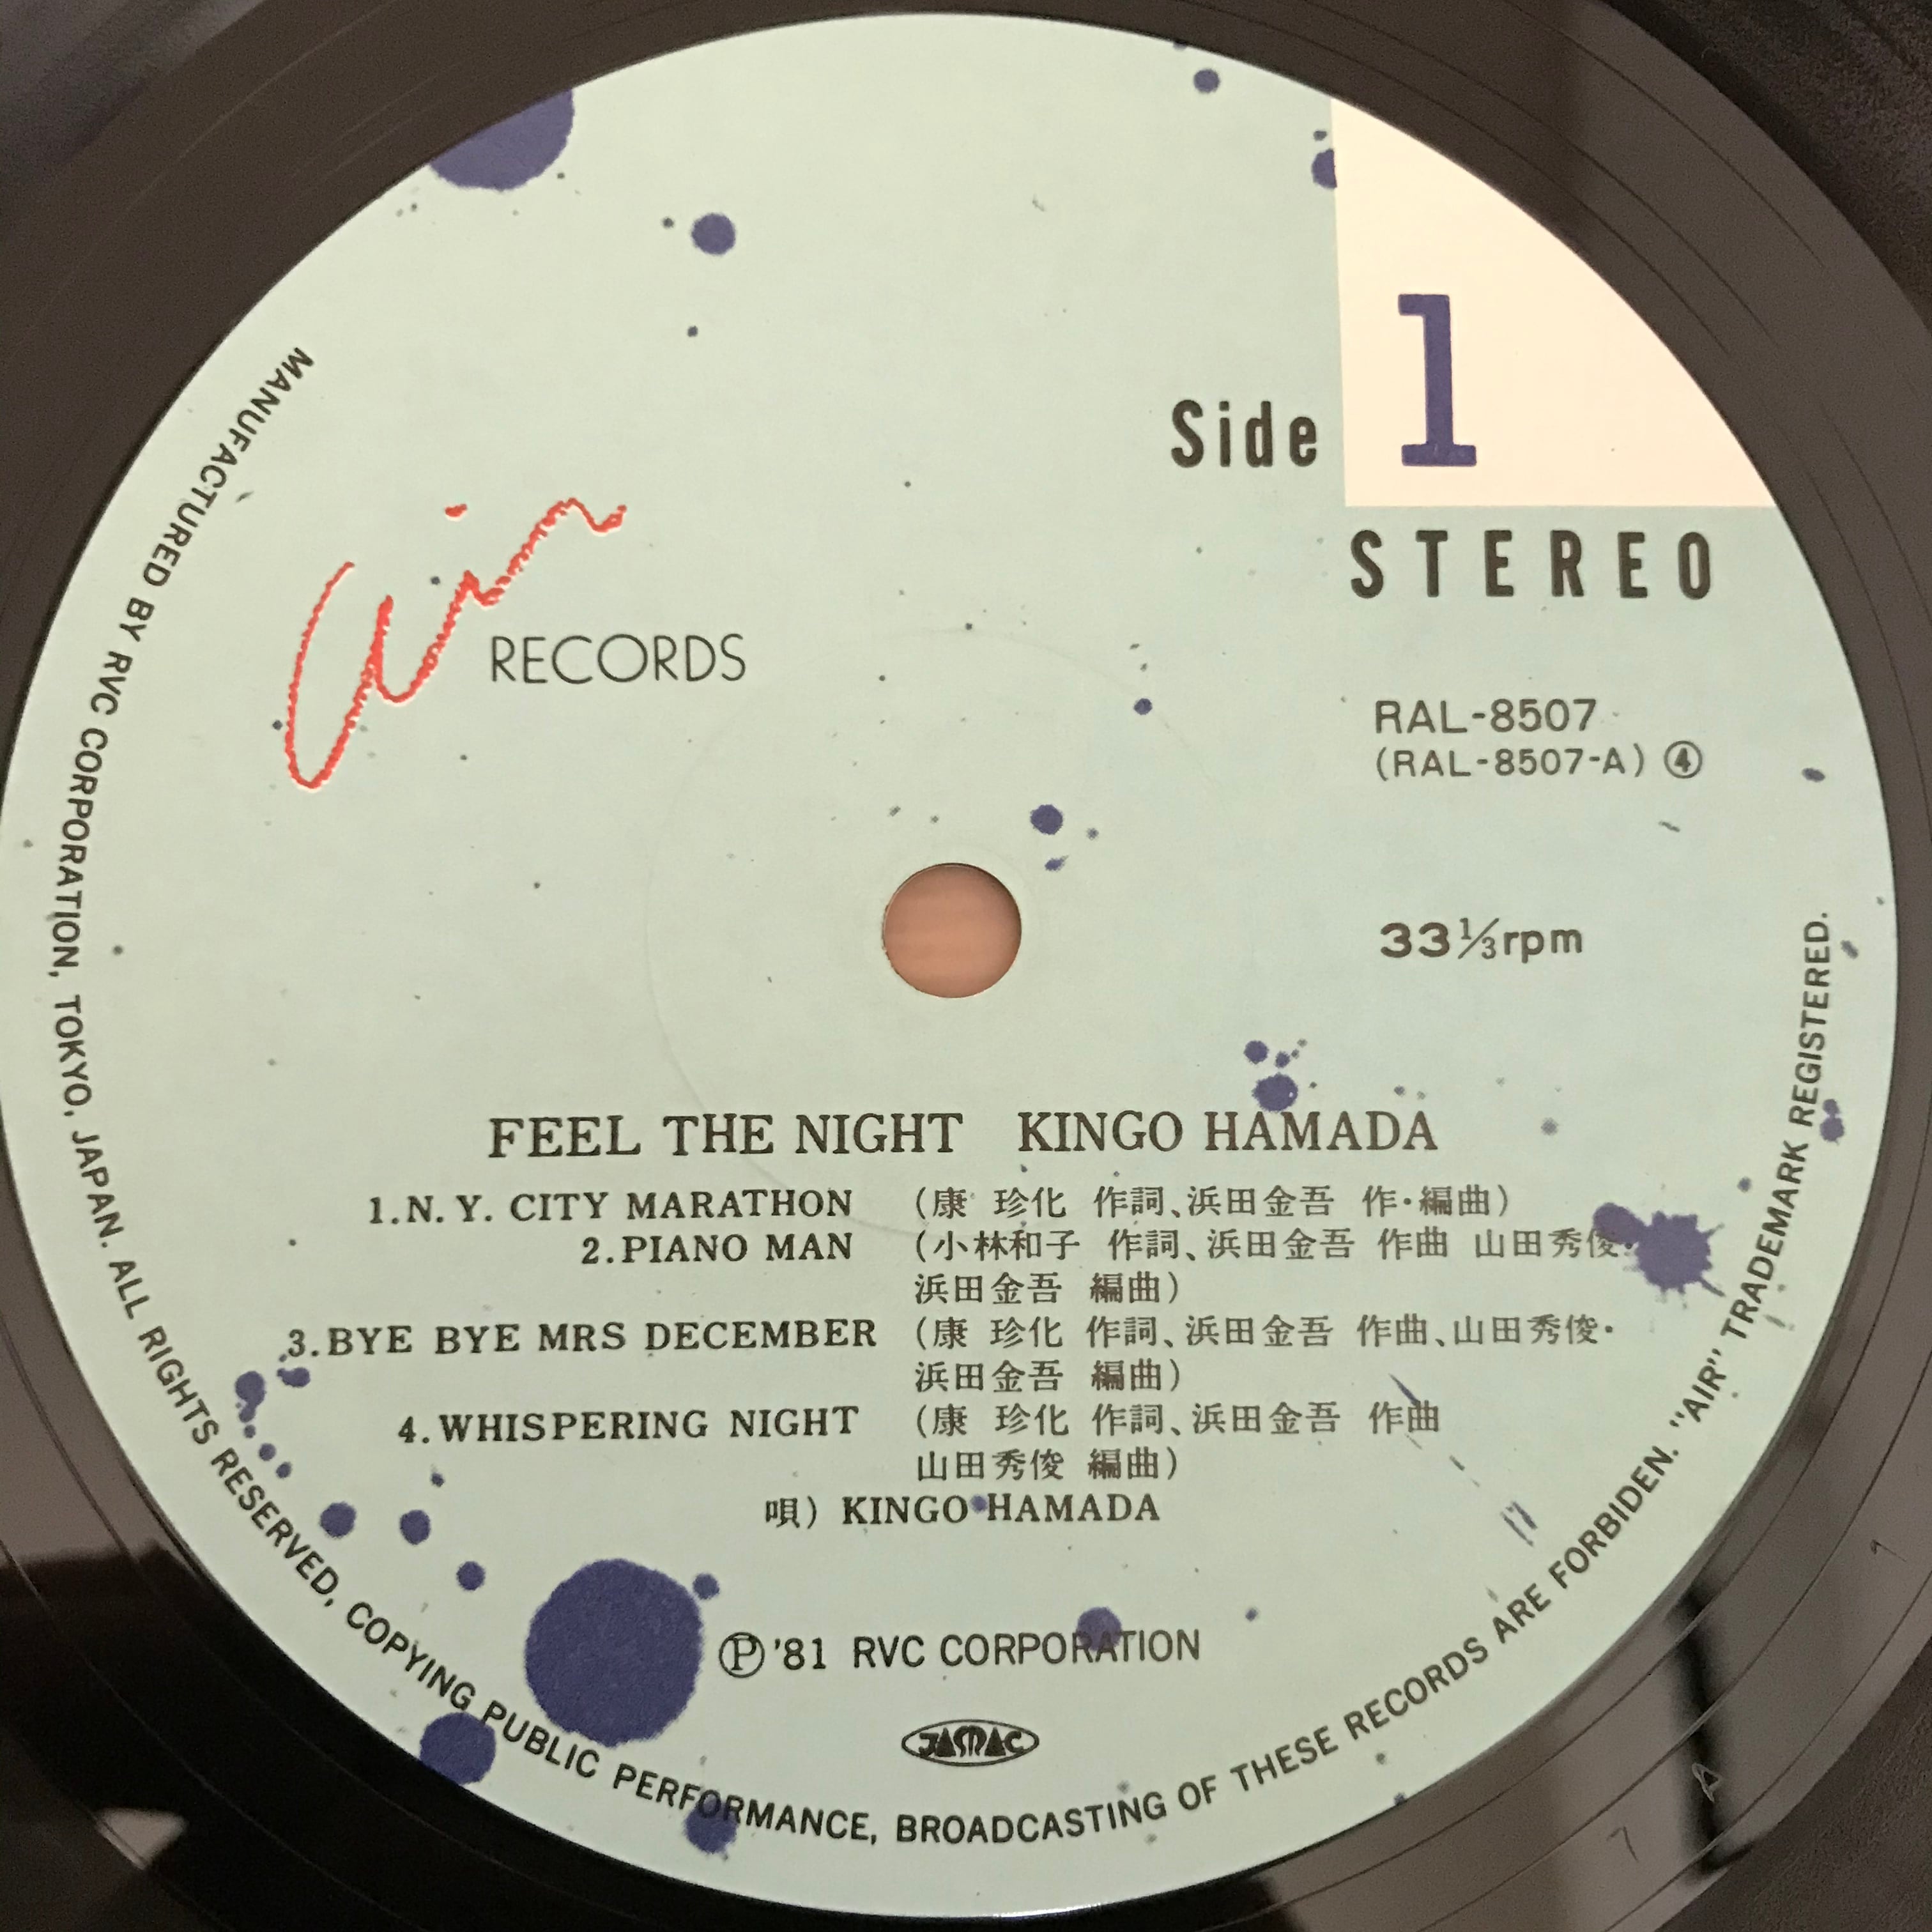 Side 1
STEREO
Air
RECORDS
RAL-8507
(RAL-8507-A) ④
33⅓rpm
FEEL THE NIGHT KINGO HAMADA
1.N.Y. CITY MARATHON (康 珍化 作詞、浜田金吾 作・編曲)
2.PIANO MAN (小林和子 作詞、浜田金吾 作曲 山田秀俊・
浜田金吾 編曲)
3.BYE BYE MRS DECEMBER (康 珍化 作詞、浜田金吾 作曲、山田秀俊・
浜田金吾 編曲)
4.WHISPERING NIGHT (康 珍化 作詞、浜田金吾 作曲
山田秀俊 編曲)
唄) KINGO HAMADA
Ⓟ'81 RVC CORPORATION
JASRAC
MANUFACTURED BY RVC CORPORATION, TOKYO, JAPAN. ALL RIGHTS RESERVED, COPYING PUBLIC PERFORMANCE, BROADCASTING OF THESE RECORDS ARE FORBIDEN. "AIR" TRADEMARK REGISTERED.